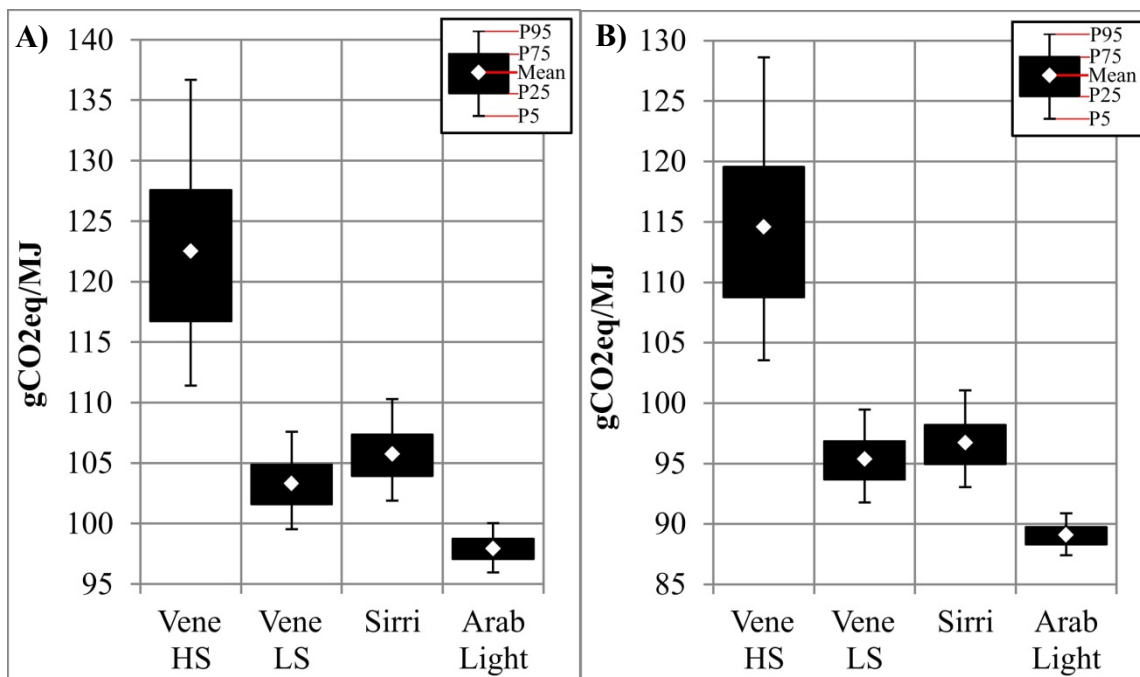 A)
gCO2eq/MJ
140
135
130
125
120
115
110
105
100
95
P95
P75
Mean
P25
P5
Vene
HS
Vene
LS
Sirri
Arab
Light
B)
gCO2eq/MJ
130
125
120
115
110
105
100
95
90
85
P95
P75
Mean
P25
P5
Vene
HS
Vene
LS
Sirri
Arab
Light